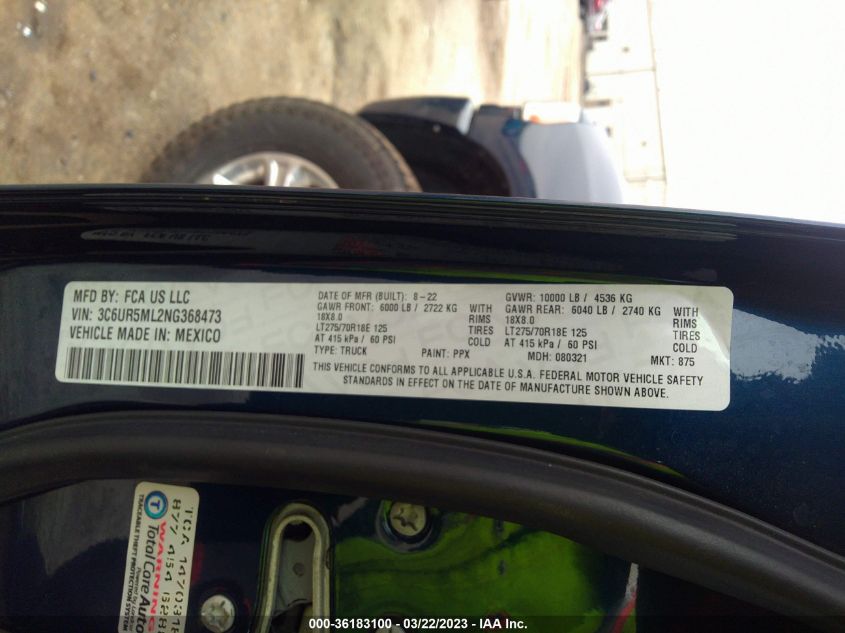 MFD BY: FCA US LLC
VIN: 3C6UR5ML2NG368473
VEHICLE MADE IN: MEXICO
DATE OF MFR (BUILT): 8-22
GAWR FRONT: 6000 LB / 2722 KG WITH
18X8.0 RIMS
LT275/70R18E 125 TIRES
AT 415 kPa / 60 PSI COLD
TYPE: TRUCK PAINT: PPX
GVWR: 10000 LB / 4536 KG
GAWR REAR: 6040 LB / 2740 KG WITH
18X8.0 RIMS
LT275/70R18E 125 TIRES
AT 415 kPa / 60 PSI COLD
MDH: 080321 MKT: 875
THIS VEHICLE CONFORMS TO ALL APPLICABLE U.S.A. FEDERAL MOTOR VEHICLE SAFETY
STANDARDS IN EFFECT ON THE DATE OF MANUFACTURE SHOWN ABOVE.
T
WARNING
TotalCareAuto
TRACEABLE THEFT PROTECTION SYSTEM
000-36183100 - 03/22/2023 - IAA Inc.